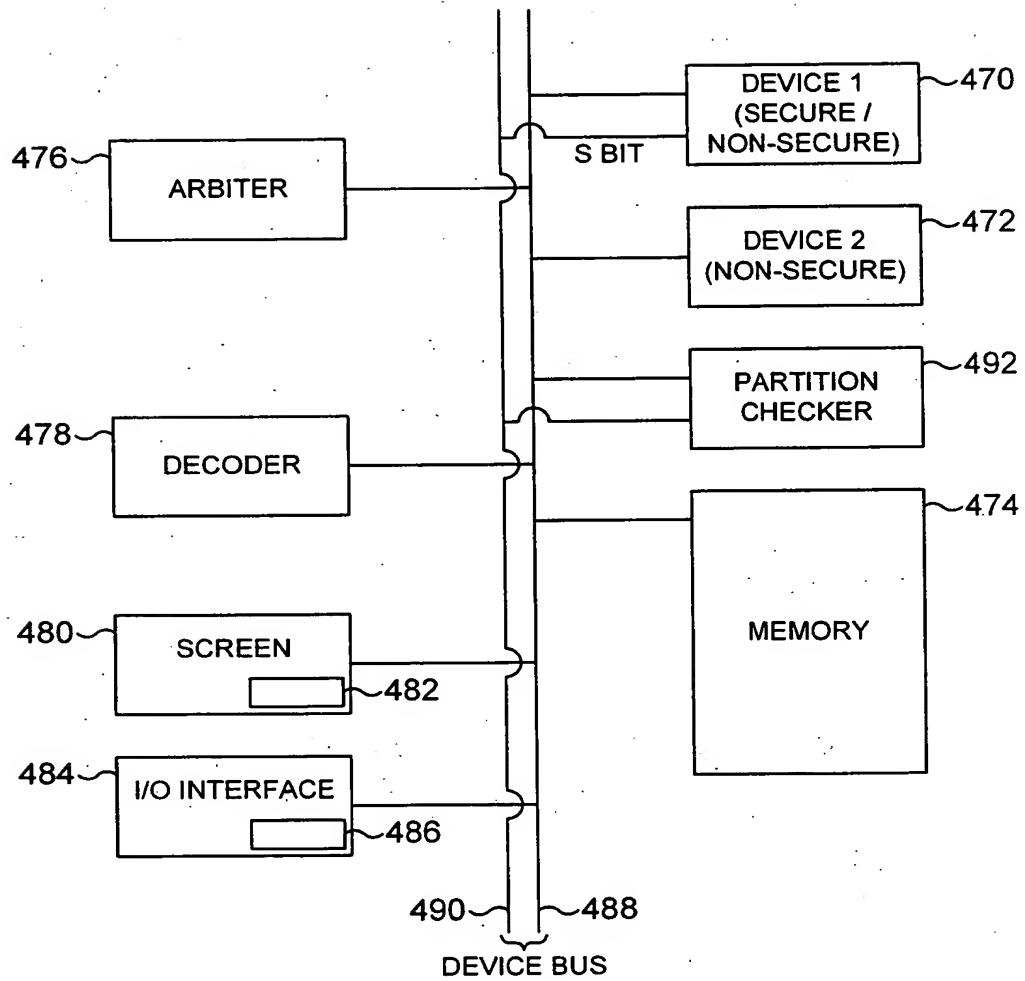 DEVICE 1
(SECURE /
NON-SECURE)
470
S BIT
476
ARBITER
DEVICE 2
(NON-SECURE)
472
PARTITION
CHECKER
492
478
DECODER
474
MEMORY
480
SCREEN
482
484
I/O INTERFACE
486
490
488
DEVICE BUS